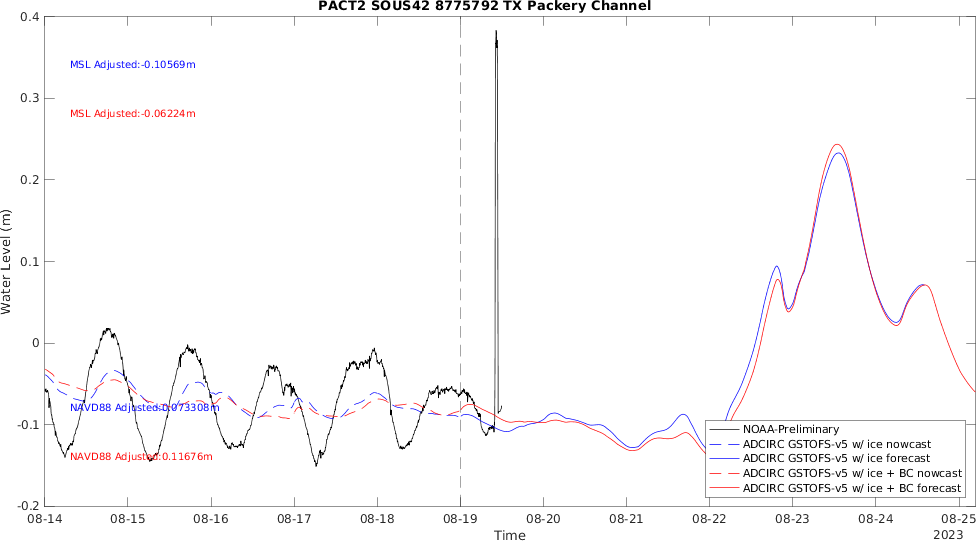 PACT2 SOUS42 8775792 TX Packery Channel
0.4
MSL Adjusted:-0.10569m
0.3
MSL Adjusted:-0.06224m
0.2
0.1
Water Level (m)
0
NAVD88 Adjusted:0.073308m
-0.1
NAVD88 Adjusted:0.11676m
-0.2
NOAA-Preliminary
ADCIRC GSTOFS-v5 w/ ice nowcast
ADCIRC GSTOFS-v5 w/ ice forecast
ADCIRC GSTOFS-v5 w/ ice + BC nowcast
ADCIRC GSTOFS-v5 w/ ice + BC forecast
08-14 08-15 08-16 08-17 08-18 08-19 08-20 08-21 08-22 08-23 08-24 08-25
Time
2023